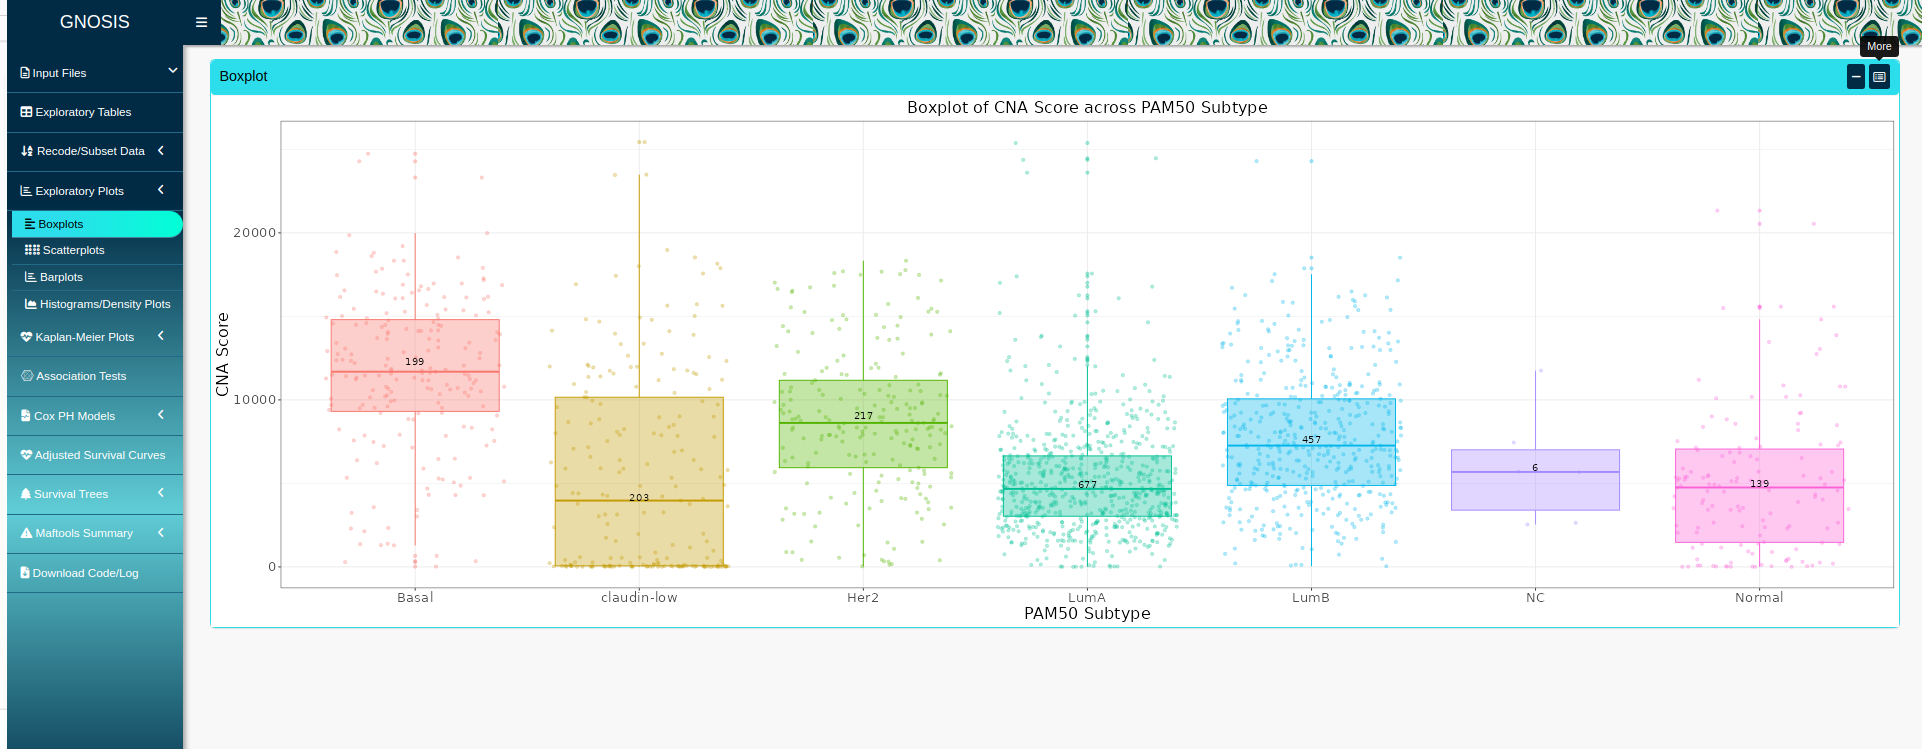 GNOSIS
More
Input Files
Exploratory Tables
Recode/Subset Data
Exploratory Plots
Boxplots
Scatterplots
Barplots
Histograms/Density Plots
Kaplan-Meier Plots
Association Tests
Cox PH Models
Adjusted Survival Curves
Survival Trees
Maftools Summary
Download Code/Log
Boxplot
Boxplot of CNA Score across PAM50 Subtype
CNA Score
20000
10000
0
199
203
217
677
457
6
139
Basal
claudin-low
Her2
LumA
LumB
NC
Normal
PAM50 Subtype